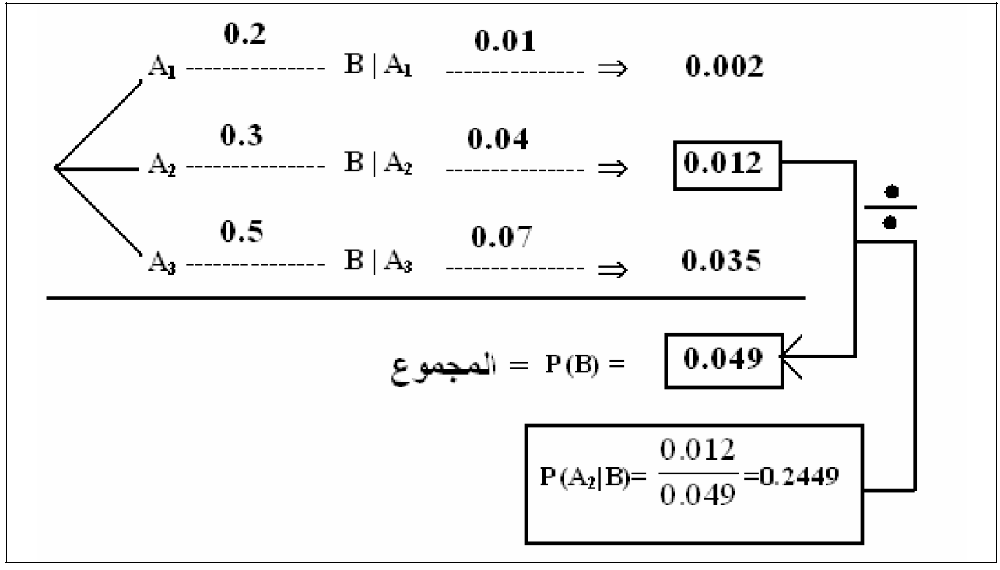 0.2 0.01
A₁ --------------- B | A₁ --------------- ⇒ 0.002
0.3 0.04
A₂ --------------- B | A₂ --------------- ⇒ 0.012
÷
0.5 0.07
A₃ --------------- B | A₃ --------------- ⇒ 0.035
المجموع = P(B) = 0.049
P(A₂|B)= 0.012/0.049 =0.2449